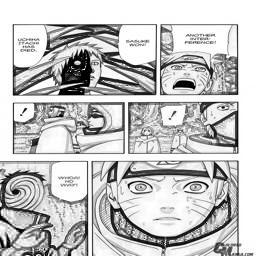 ANOTHER
INTER-
FERENCE!
SASUKE
WON!
UCHIHA
ITACHI
HAS
DIED.
!
!
WHOA!
NO
WAY!